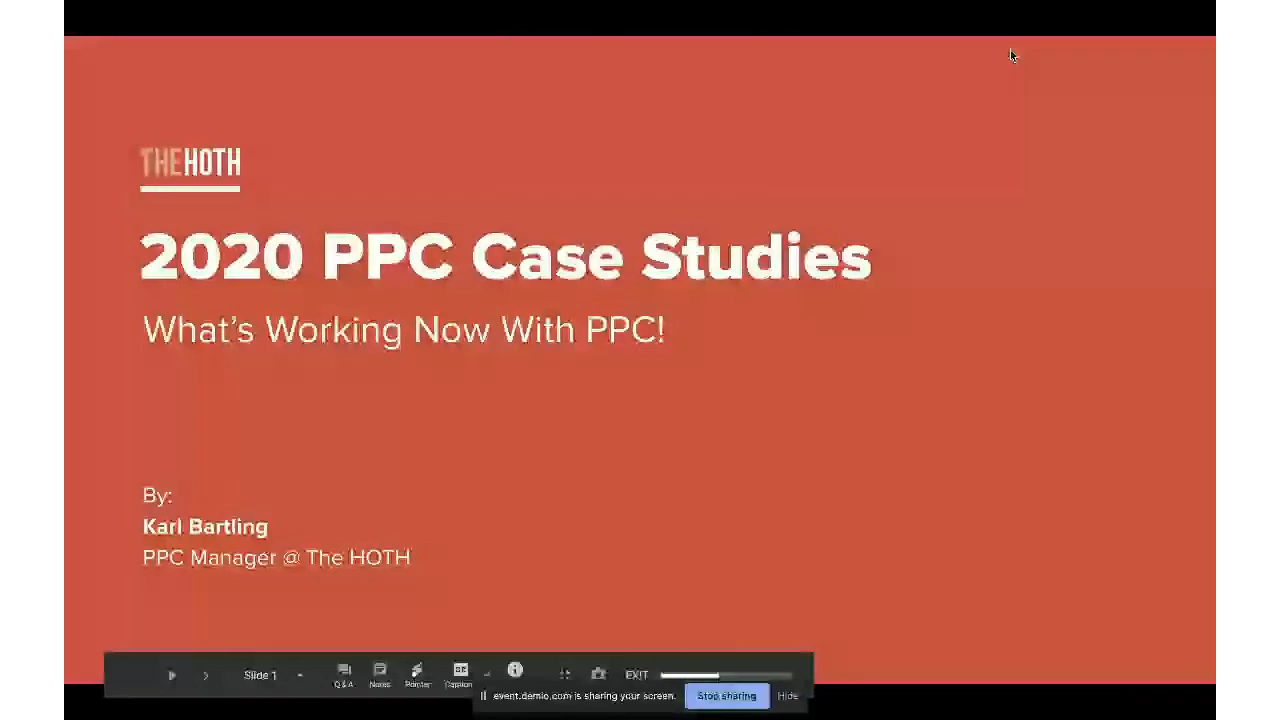 THEHOTH
2020 PPC Case Studies
What's Working Now With PPC!
By:
Karl Bartling
PPC Manager @ The HOTH
Slide 1
Q&A
Notes
Pointer
Caption
EXIT
event.demio.com is sharing your screen.
Stop sharing
Hide